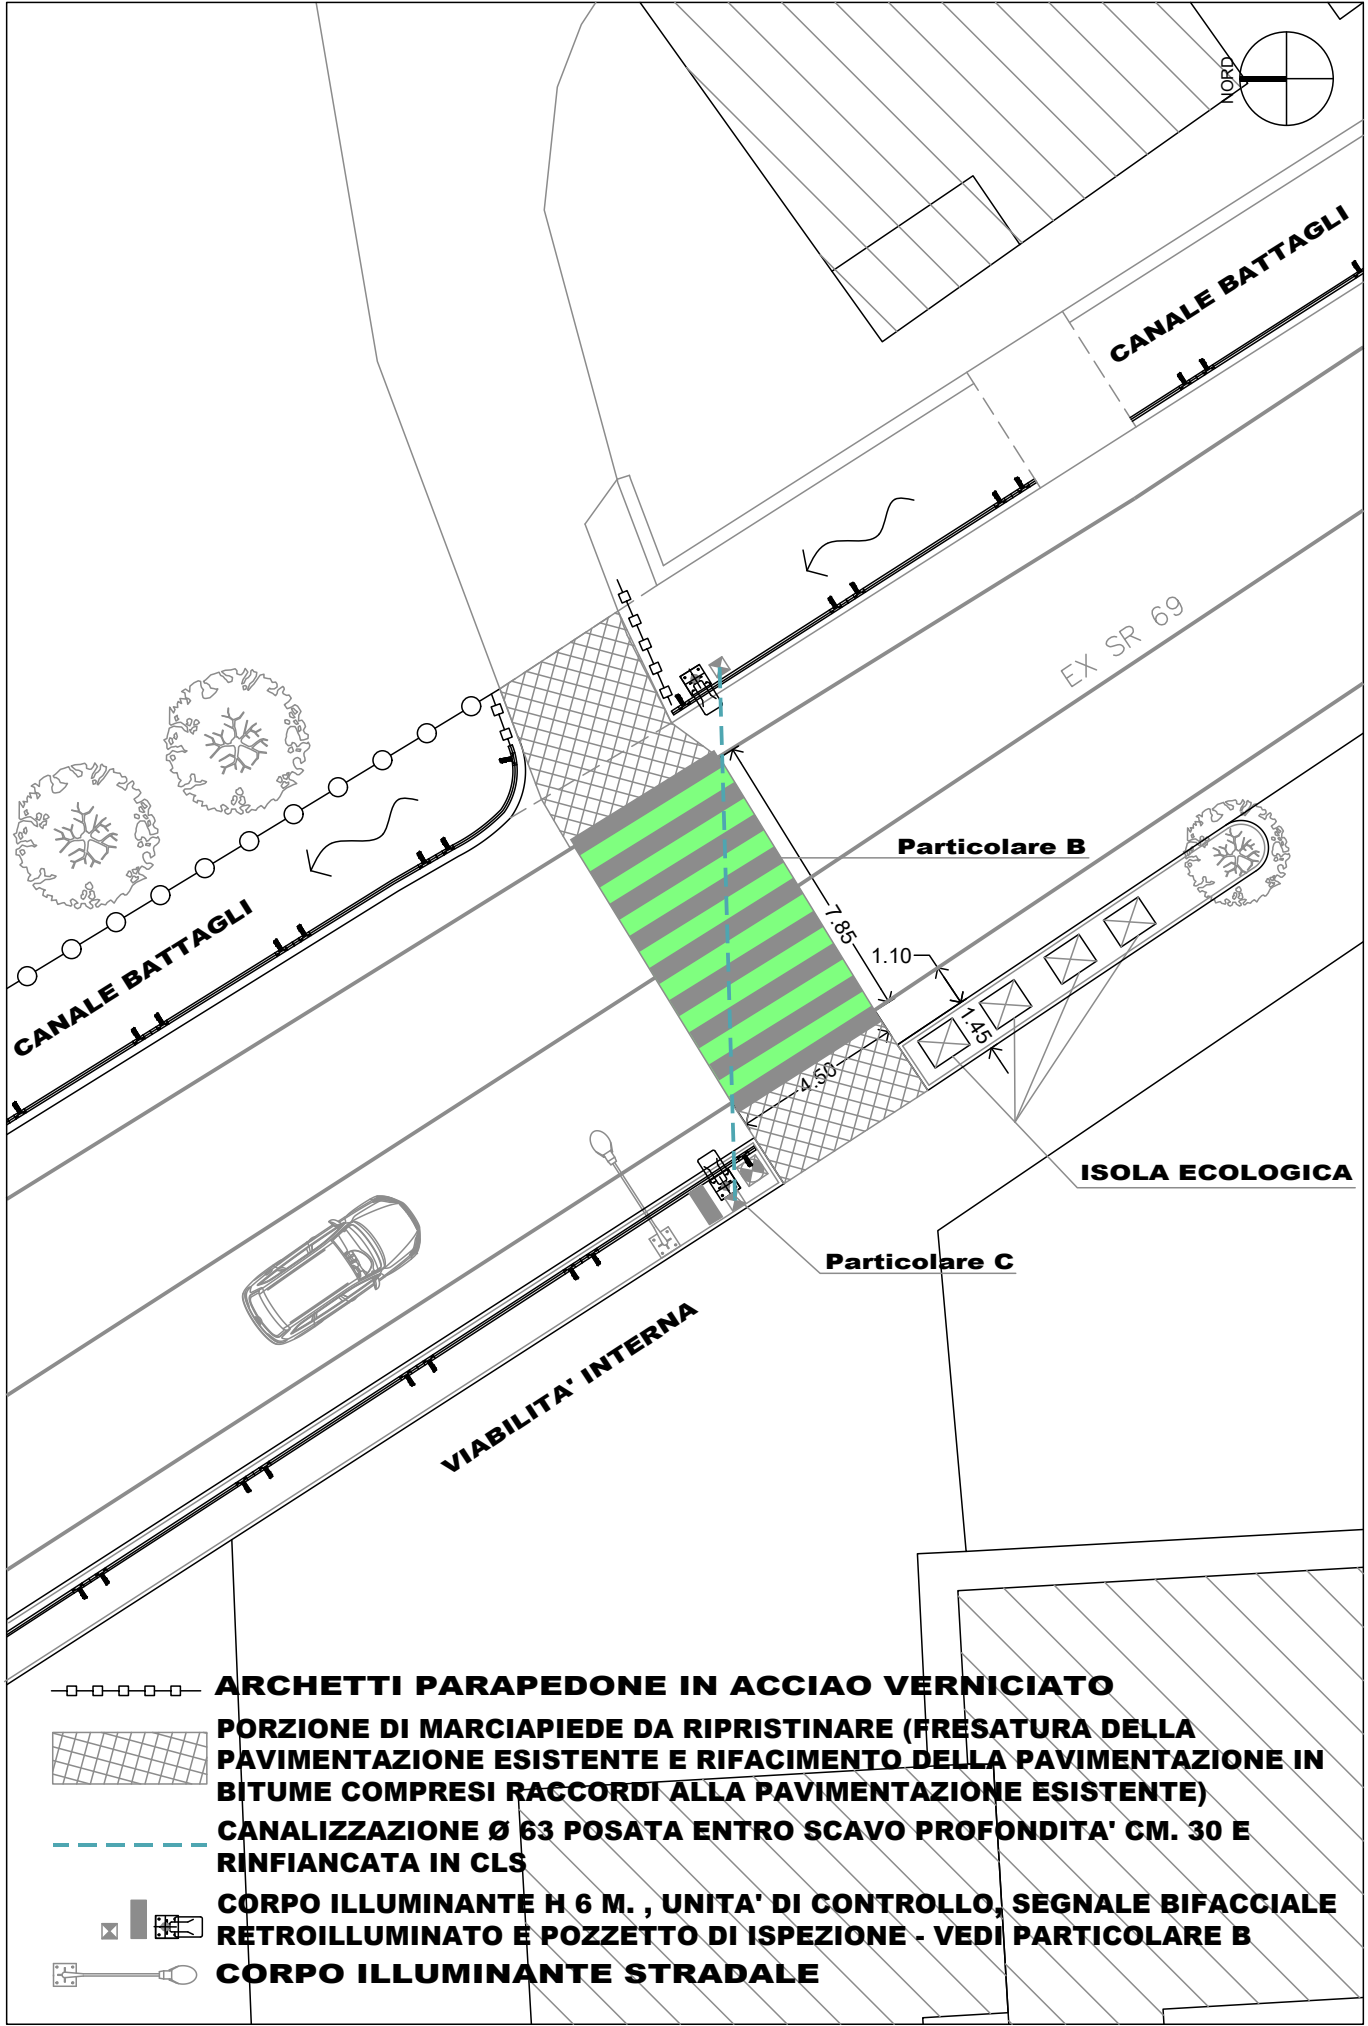 NORD
CANALE BATTAGLI
EX SR 69
Particolare B
7.85
1.10
1.45
4.50
CANALE BATTAGLI
ISOLA ECOLOGICA
Particolare C
VIABILITA' INTERNA
ARCHETTI PARAPEDONE IN ACCIAO VERNICIATO
PORZIONE DI MARCIAPIEDE DA RIPRISTINARE (FRESATURA DELLA
PAVIMENTAZIONE ESISTENTE E RIFACIMENTO DELLA PAVIMENTAZIONE IN
BITUME COMPRESI RACCORDI ALLA PAVIMENTAZIONE ESISTENTE)
CANALIZZAZIONE Ø 63 POSATA ENTRO SCAVO PROFONDITA' CM. 30 E
RINFIANCATA IN CLS
CORPO ILLUMINANTE H 6 M. , UNITA' DI CONTROLLO, SEGNALE BIFACCIALE
RETROILLUMINATO E POZZETTO DI ISPEZIONE - VEDI PARTICOLARE B
CORPO ILLUMINANTE STRADALE